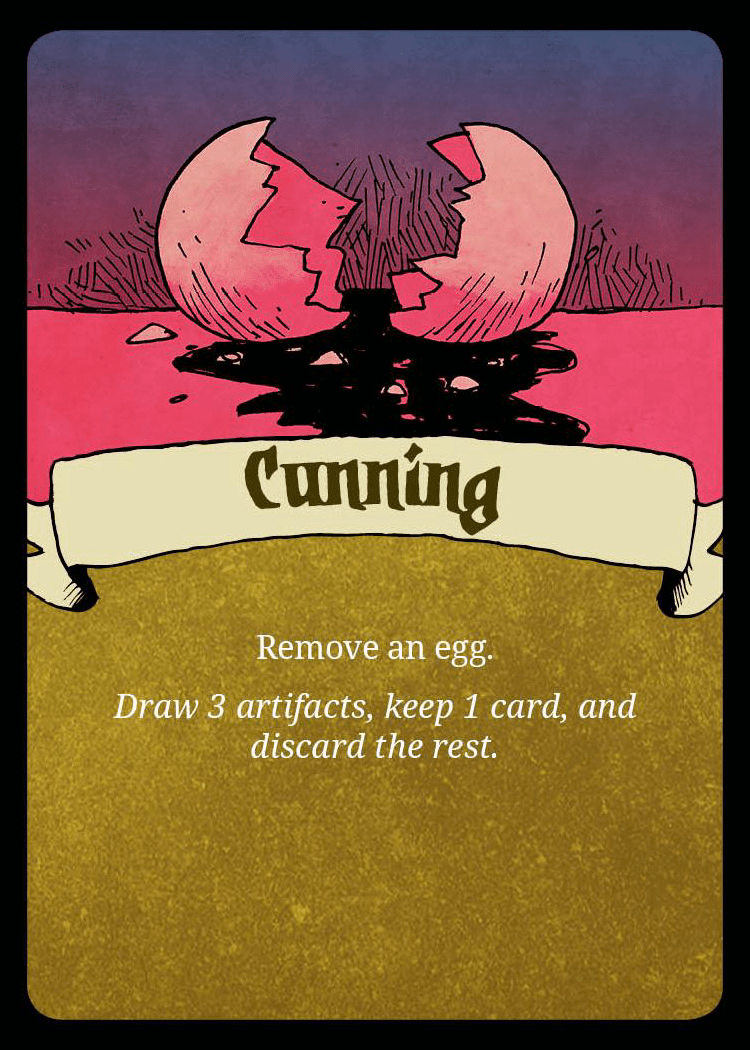 Cunning
Remove an egg.
Draw 3 artifacts, keep 1 card, and
discard the rest.